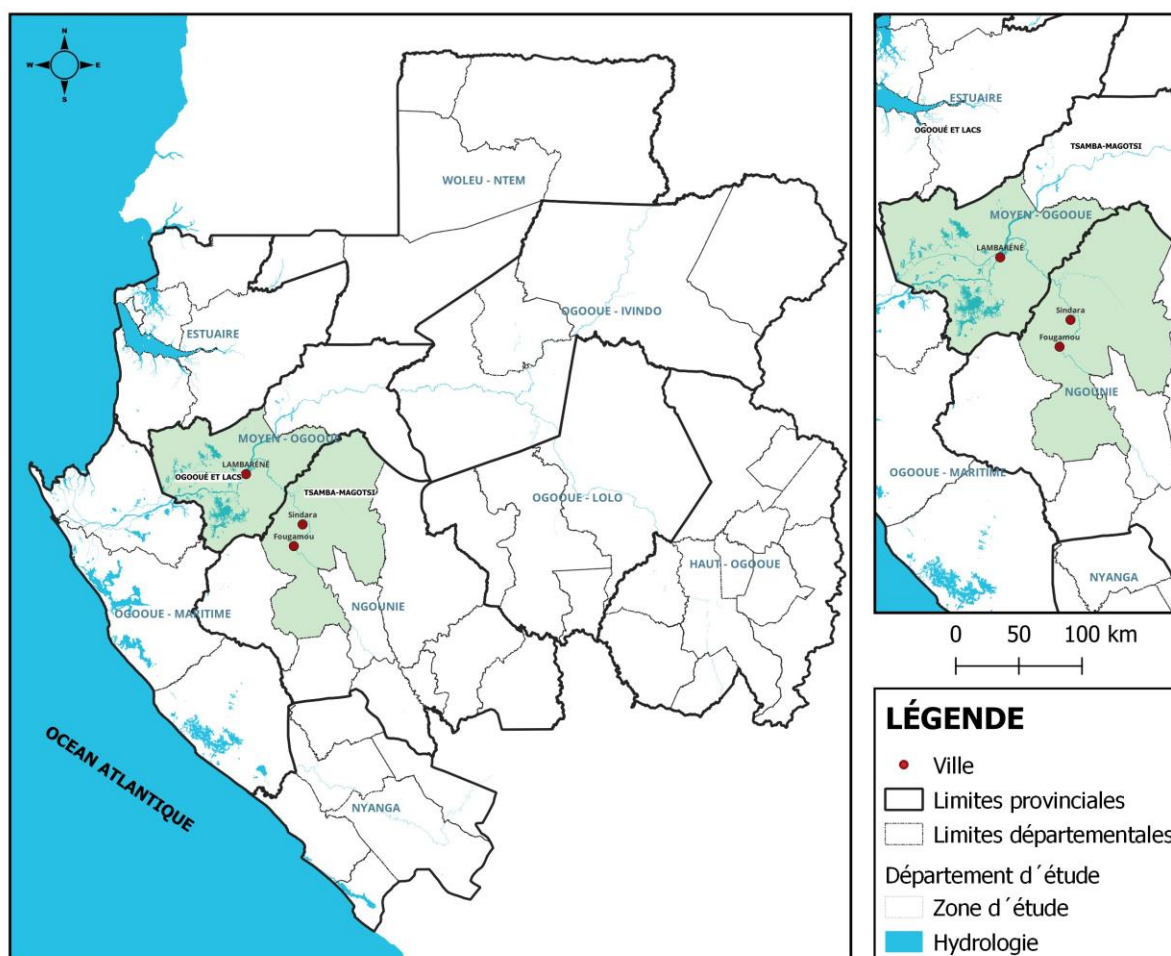 N
W E
S
WOLEU - NTEM
OGOOUE - IVINDO
ESTUAIRE
MOYEN - OGOOUE
LAMBARÉNÉ
OGOOUÉ ET LACS
TSAMBA-MAGOTSI
OGOOUE - LOLO
Sindara
Fougamou
HAUT - OGOOUE
OGOOUE - MARITIME
NGOUNIE
OCEAN ATLANTIQUE
NYANGA
ESTUAIRE
OGOOUÉ ET LACS
TSAMBA-MAGOTSI
MOYEN - OGOOUE
LAMBARÉNÉ
Sindara
Fougamou
NGOUNIE
OGOOUE - MARITIME
NYANGA
0 50 100 km
LÉGENDE
Ville
Limites provinciales
Limites départementales
Département d´étude
Zone d´étude
Hydrologie